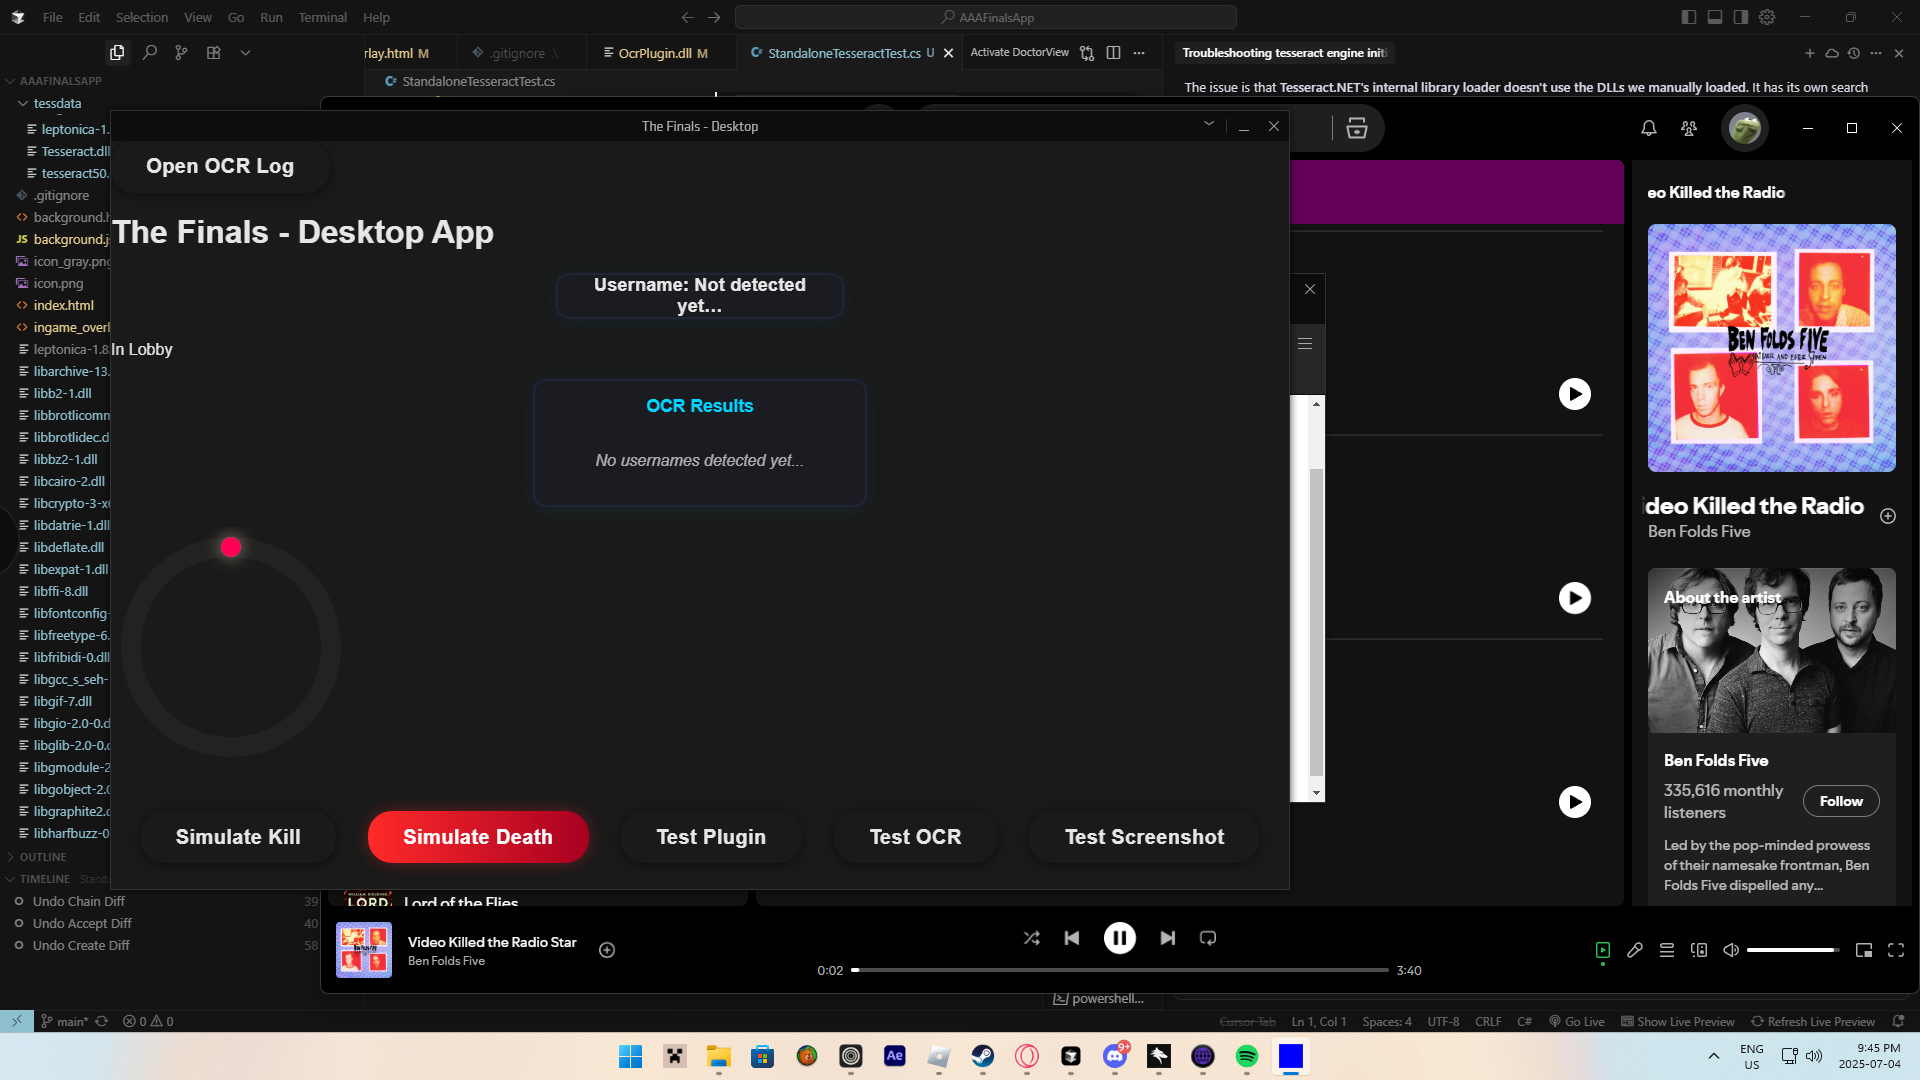 File Edit Selection View Go Run Terminal Help
AAAFinalsApp
rlay.html M
.gitignore
OcrPlugin.dll M
StandaloneTesseractTest.cs U
Activate DoctorView
Troubleshooting tesseract engine initi
AAAFINALSAPP
StandaloneTesseractTest.cs
The issue is that Tesseract.NET's internal library loader doesn't use the DLLs we manually loaded. It has its own search
tessdata
leptonica-1.
Tesseract.dll
tesseract50.
.gitignore
background.h
background.js
icon_gray.png
icon.png
index.html
ingame_overl
leptonica-1.8
libarchive-13.
libb2-1.dll
libbrotlicomm
libbrotlidec.d
libbz2-1.dll
libcairo-2.dll
libcrypto-3-x
libdatrie-1.dll
libdeflate.dll
libexpat-1.dll
libffi-8.dll
libfontconfig-
libfreetype-6.
libfribidi-0.dll
libgcc_s_seh-
libgif-7.dll
libgio-2.0-0.d
libglib-2.0-0.d
libgmodule-2
libgobject-2.0
libgraphite2.d
libharfbuzz-0
OUTLINE
TIMELINE Standa
Undo Chain Diff 39
Undo Accept Diff 40
Undo Create Diff 58
The Finals - Desktop
Open OCR Log
The Finals - Desktop App
Username: Not detected
yet...
In Lobby
OCR Results
No usernames detected yet...
Simulate Kill
Simulate Death
Test Plugin
Test OCR
Test Screenshot
eo Killed the Radio
BEN FOLDS FIVE
WHATEVER AND EVER AMEN
ideo Killed the Radio
Ben Folds Five
About the artist
Ben Folds Five
335,616 monthly
listeners
Follow
Led by the pop-minded prowess
of their namesake frontman, Ben
Folds Five dispelled any...
WILLIAM GOLDING
LORD
Lord of the Flies
Video Killed the Radio Star
Ben Folds Five
0:02
3:40
powershell...
main*
0 0
Cursor Tab
Ln 1, Col 1
Spaces: 4
UTF-8
CRLF
C#
Go Live
Show Live Preview
Refresh Live Preview
Ae
9+
ENG
US
9:45 PM
2025-07-04